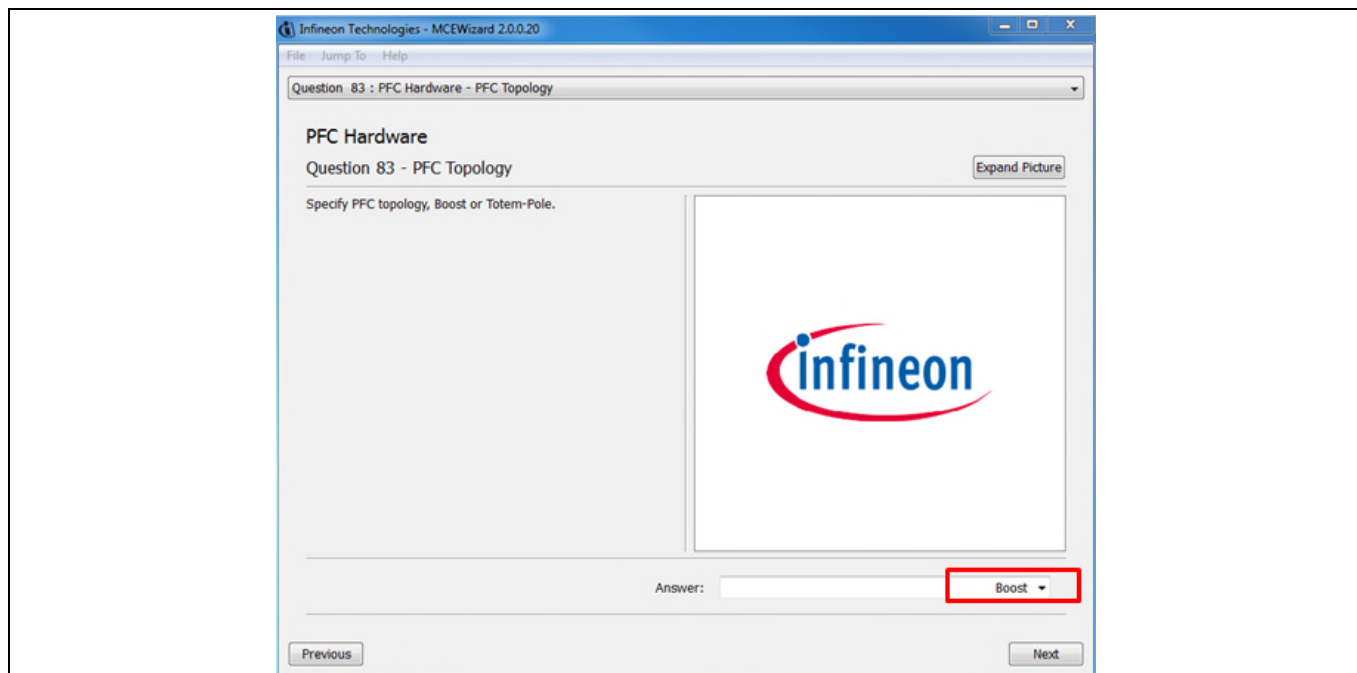 Infineon Technologies - MCEWizard 2.0.0.20
File Jump To Help
Question 83 : PFC Hardware - PFC Topology
PFC Hardware
Question 83 - PFC Topology
Expand Picture
Specify PFC topology, Boost or Totem-Pole.
infineon
Answer:
Boost
Previous
Next